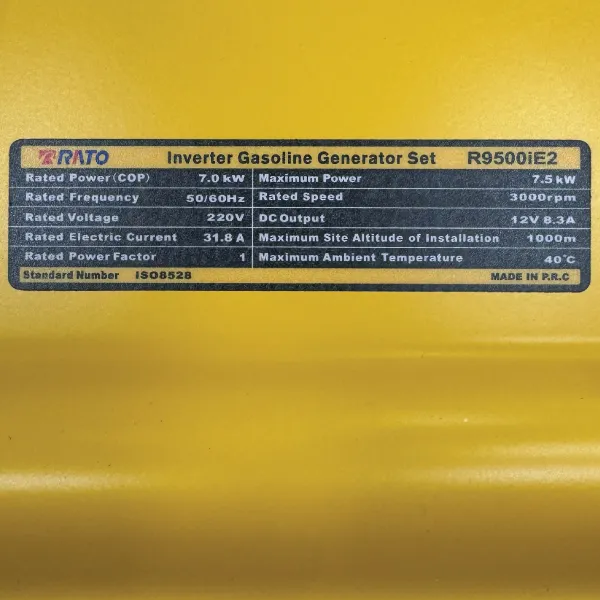 RATO Inverter Gasoline Generator Set R9500iE2
Rated Power(COP) 7.0 kW Maximum Power 7.5 kW
Rated Frequency 50/60Hz Rated Speed 3000rpm
Rated Voltage 220V DC Output 12V 8.3A
Rated Electric Current 31.8 A Maximum Site Altitude of Installation 1000m
Rated Power Factor 1 Maximum Ambient Temperature 40°C
Standard Number ISO8528 MADE IN P.R.C